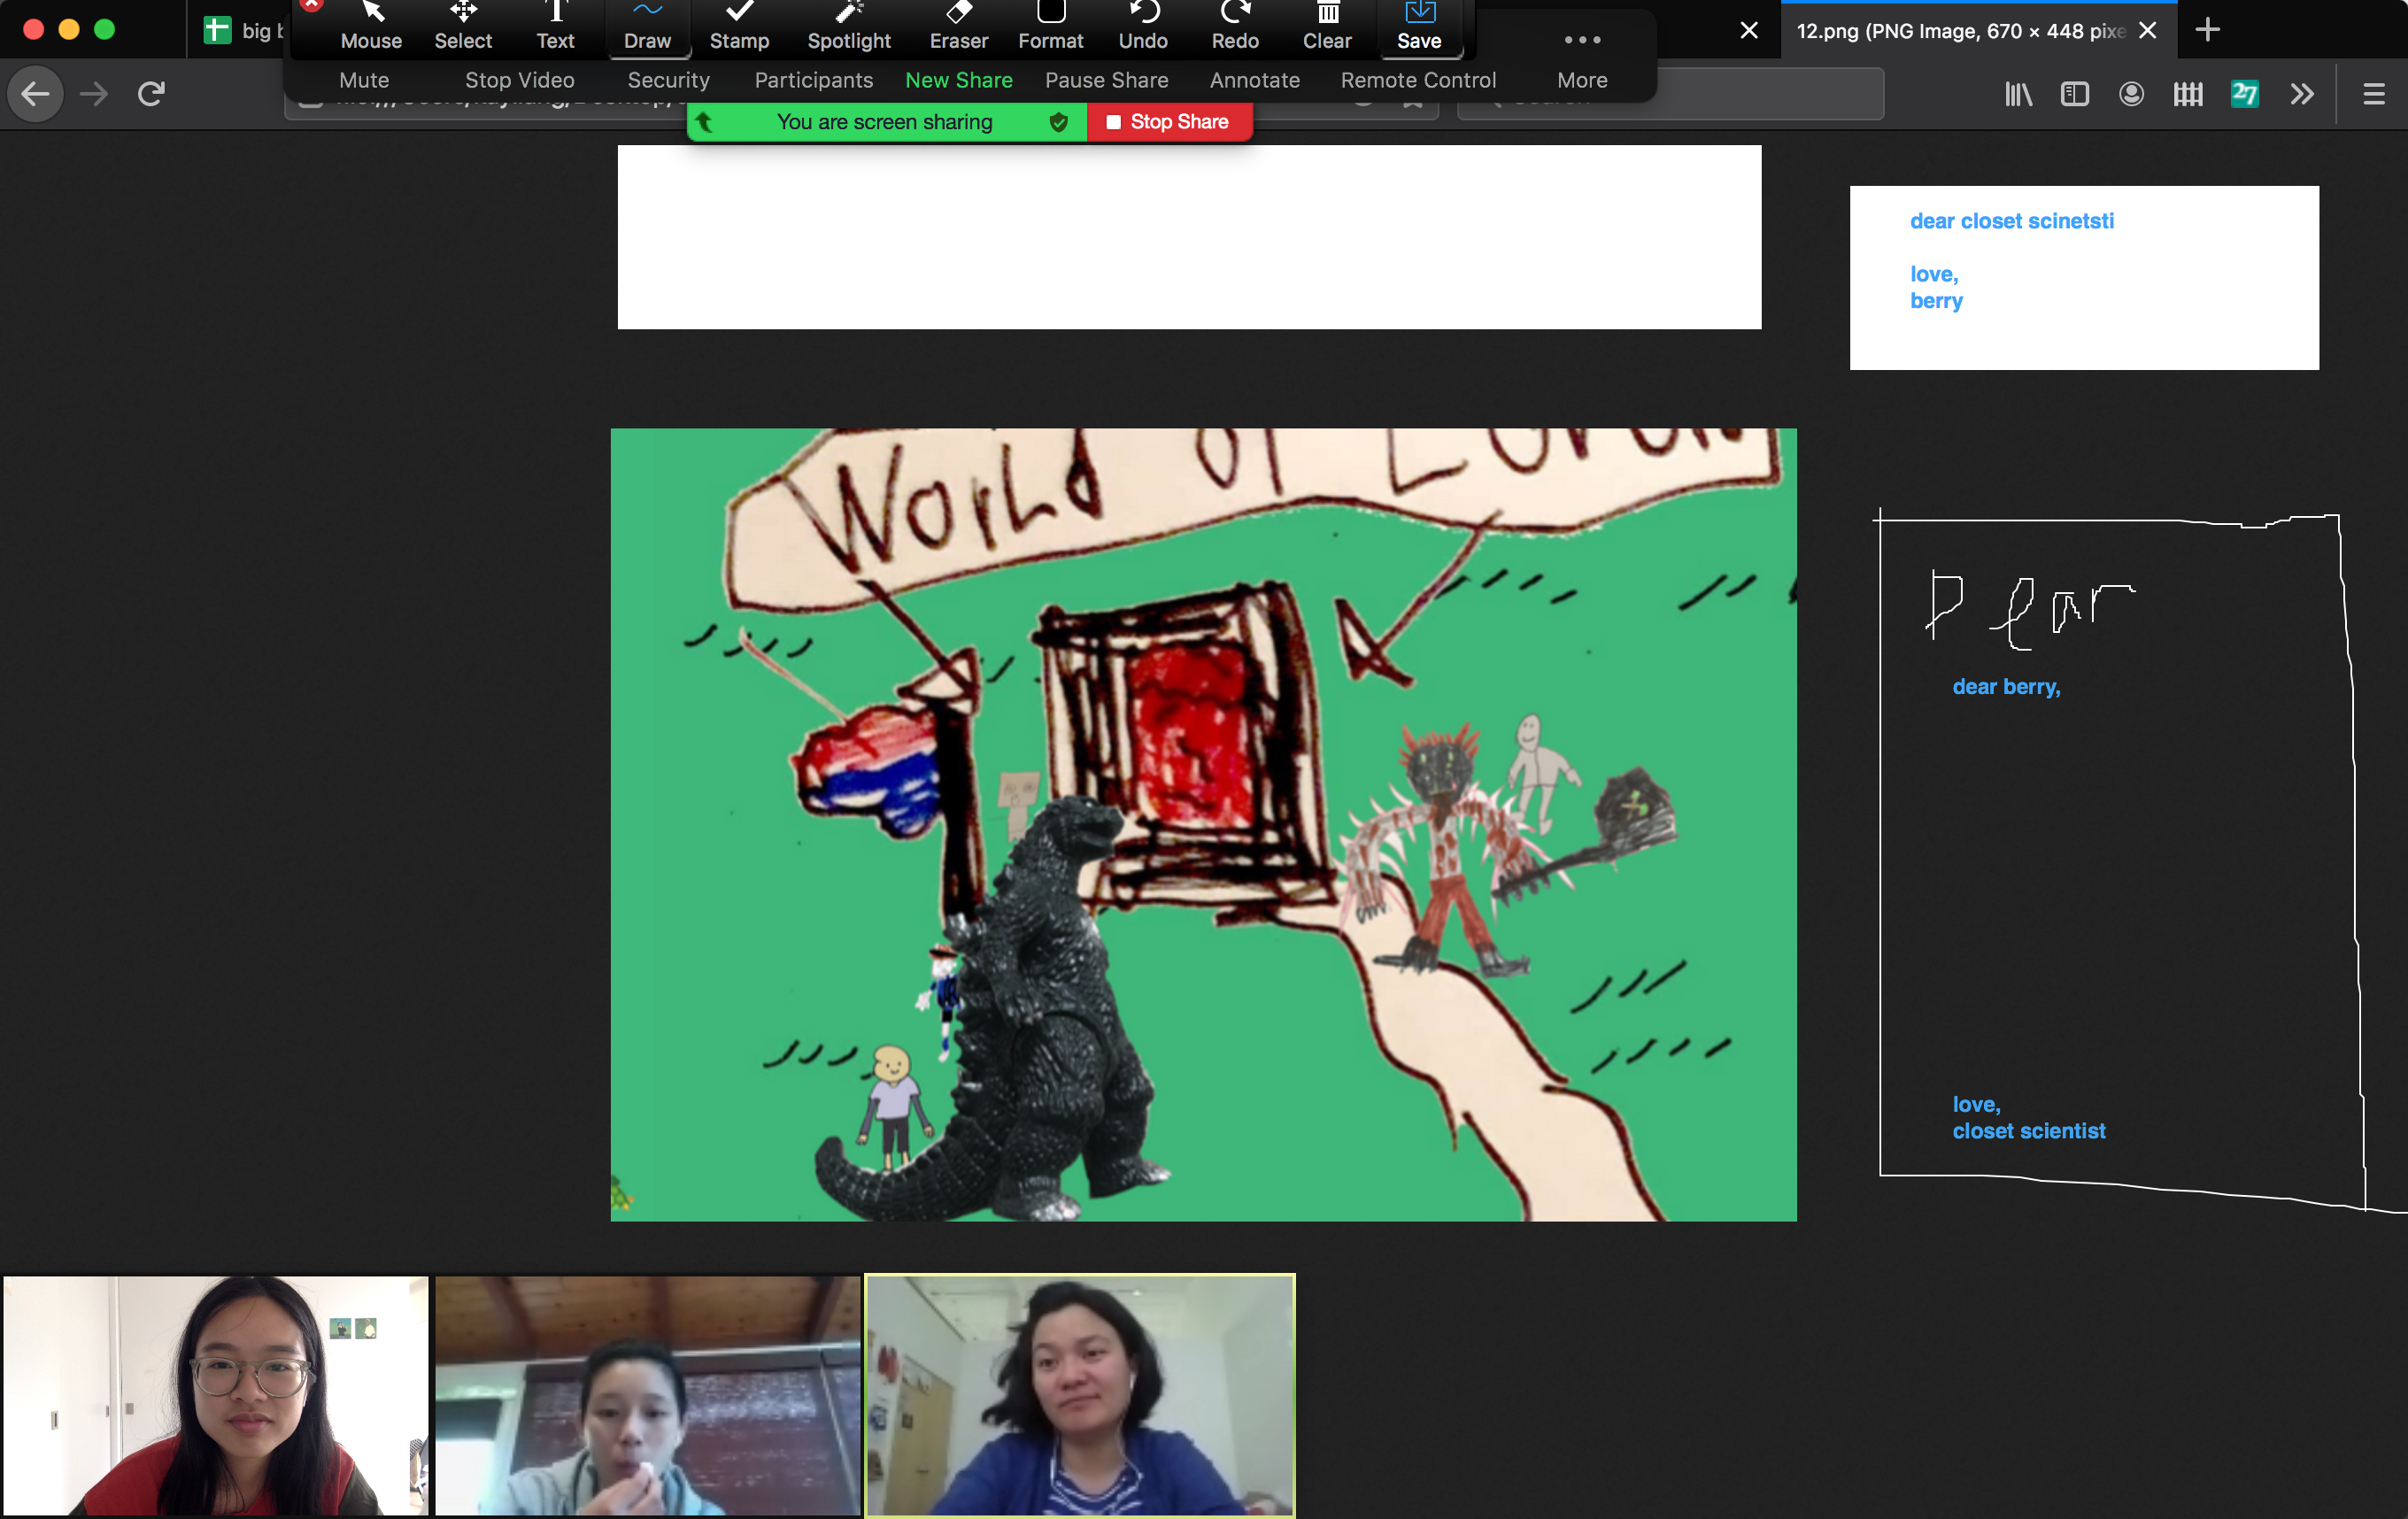 big b
Mouse Select Text Draw Stamp Spotlight Eraser Format Undo Redo Clear Save
12.png (PNG Image, 670 × 448 pixe
Mute Stop Video Security Participants New Share Pause Share Annotate Remote Control More
27
You are screen sharing Stop Share
dear closet scinetsti
love,
berry
World of
Dear
dear berry,
love,
closet scientist